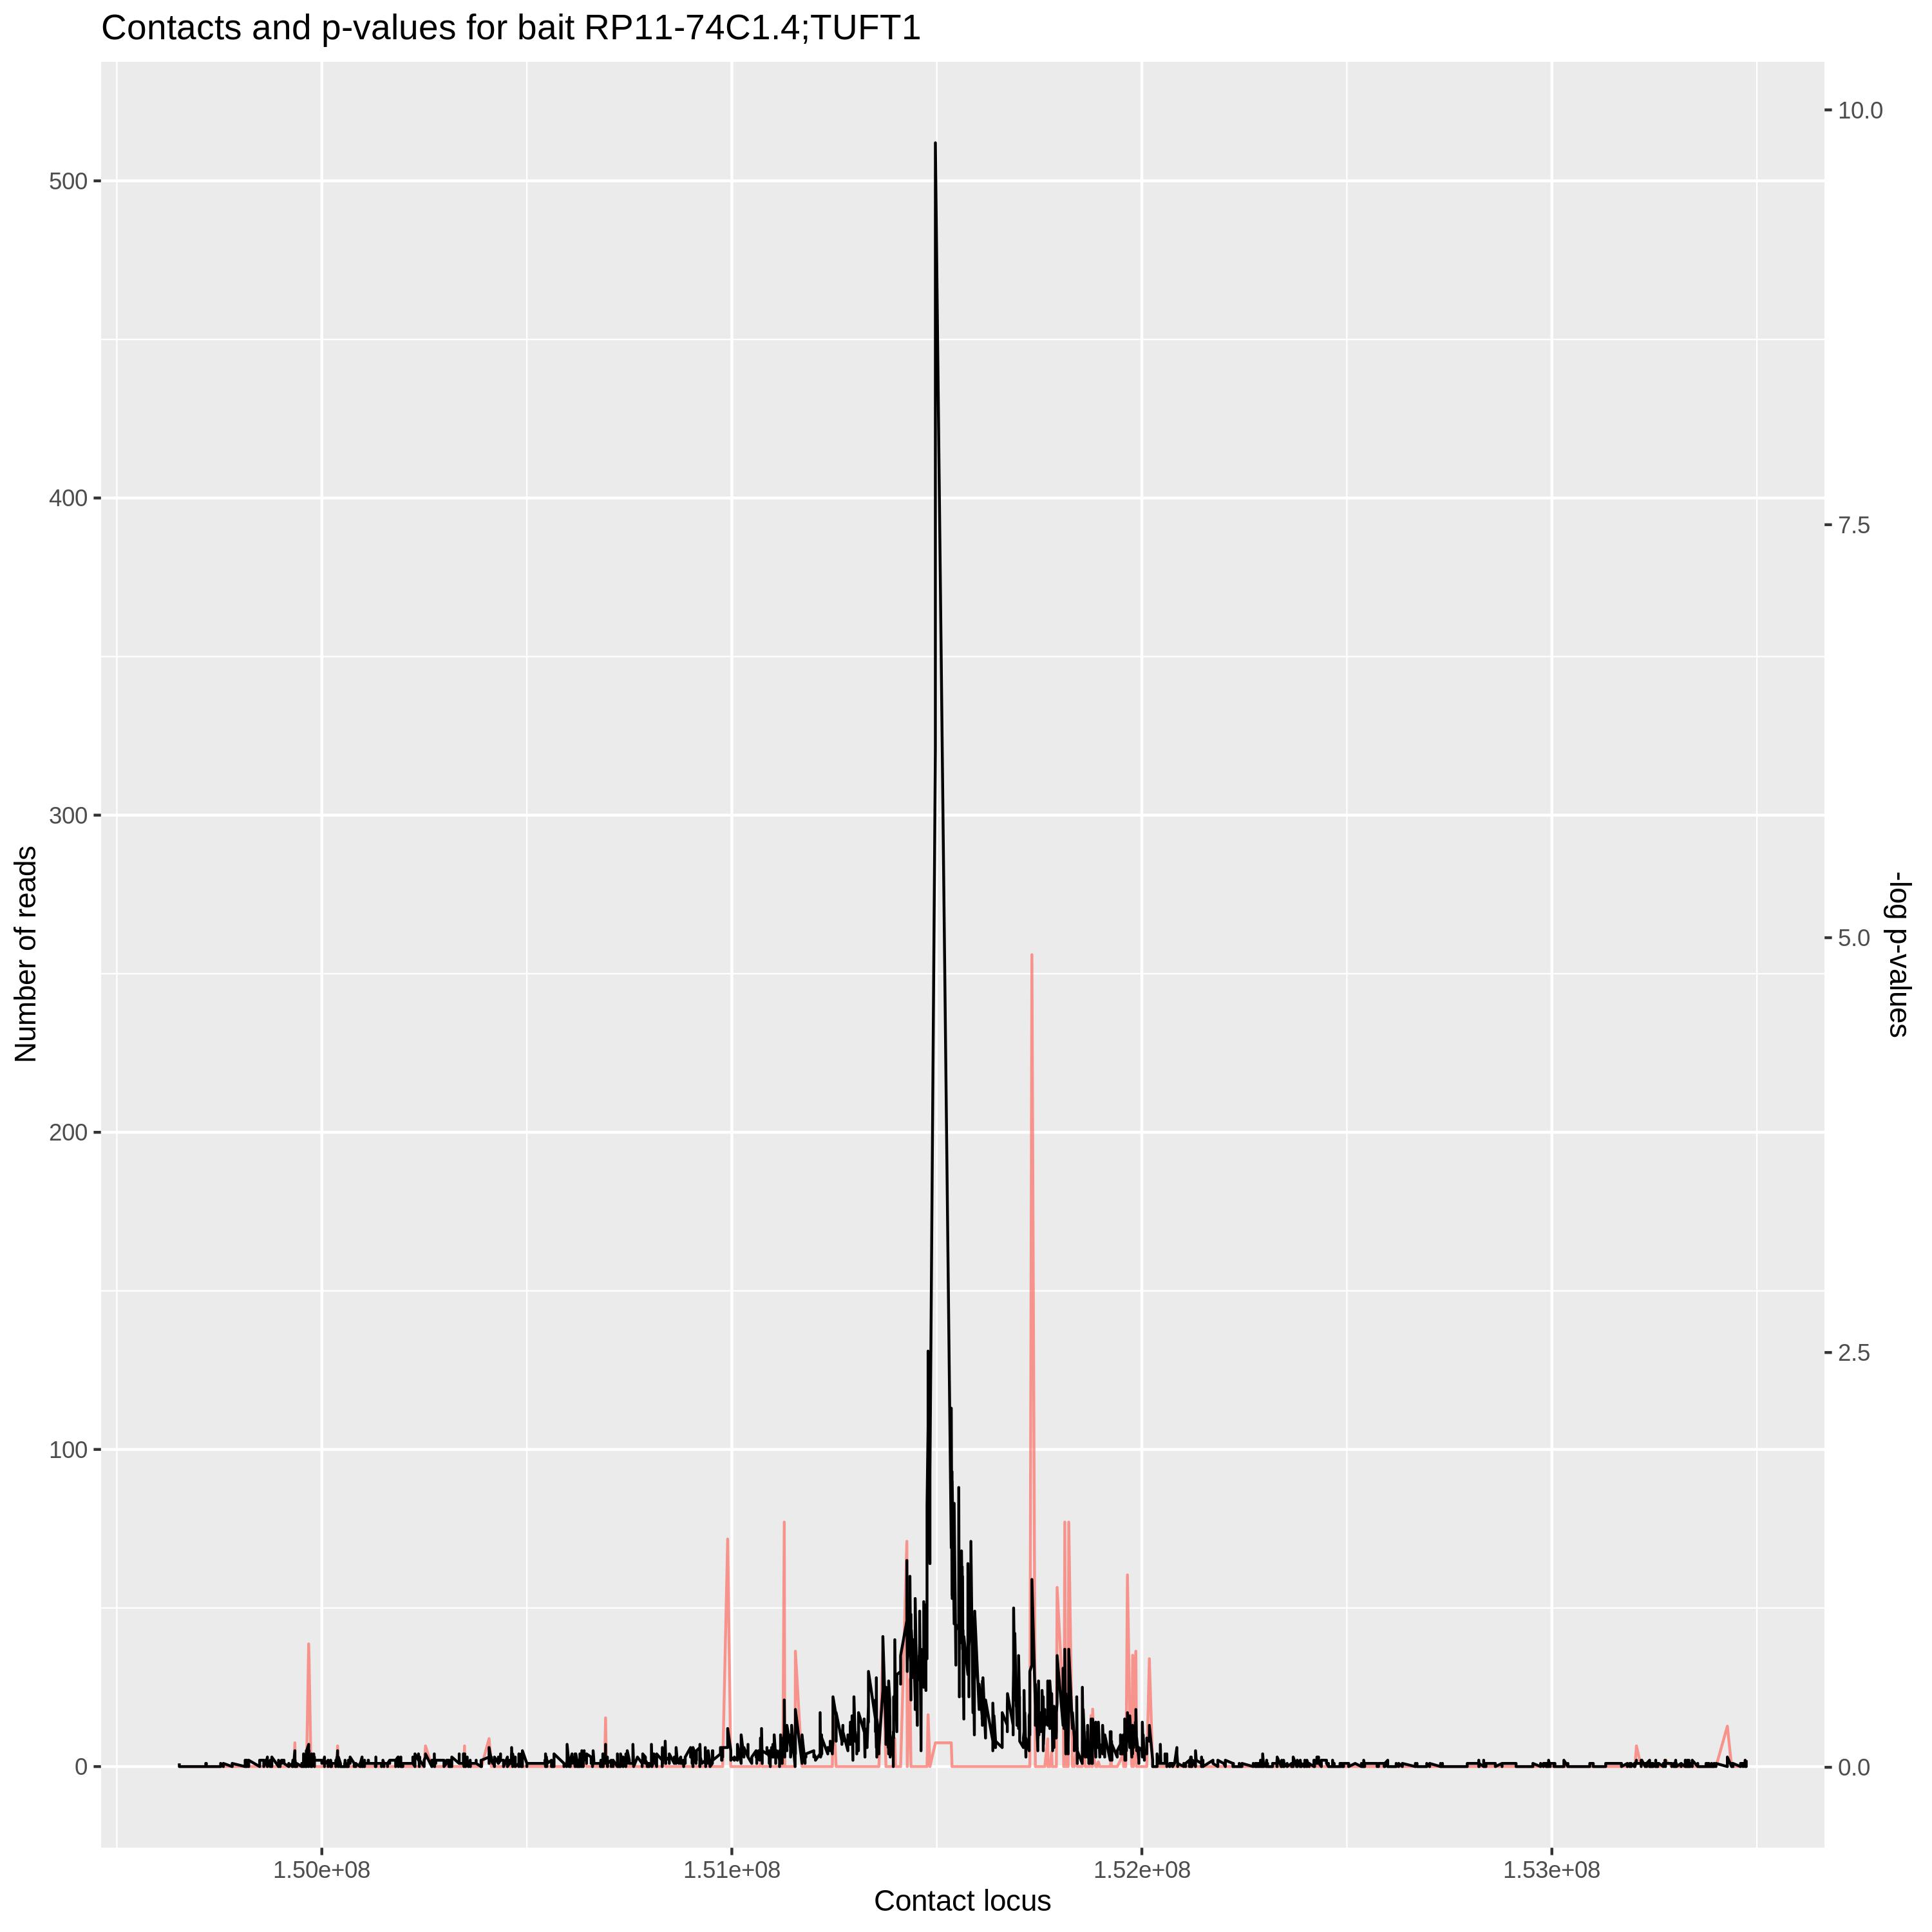 Contacts and p-values for bait RP11-74C1.4;TUFT1
500
400
300
200
100
0
Number of reads
10.0
7.5
5.0
2.5
0.0
-log p-values
1.50e+08 1.51e+08 1.52e+08 1.53e+08
Contact locus